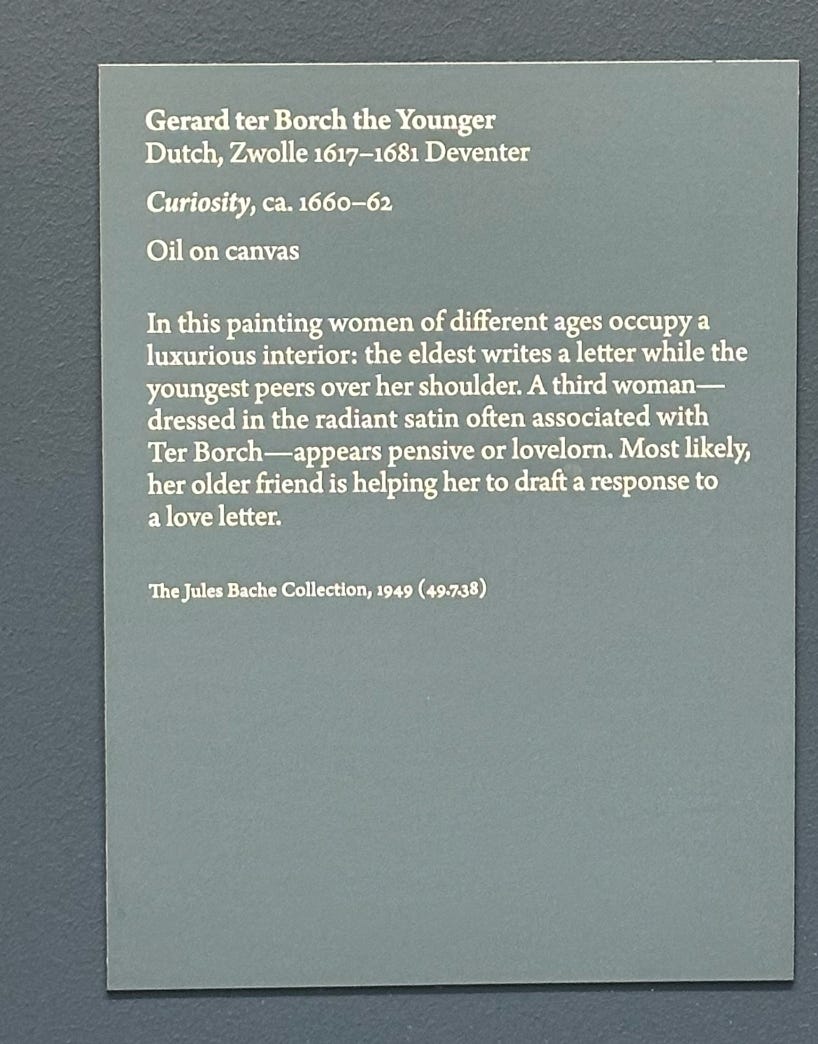 Gerard ter Borch the Younger
Dutch, Zwolle 1617–1681 Deventer
Curiosity, ca. 1660–62
Oil on canvas
In this painting women of different ages occupy a
luxurious interior: the eldest writes a letter while the
youngest peers over her shoulder. A third woman—
dressed in the radiant satin often associated with
Ter Borch—appears pensive or lovelorn. Most likely,
her older friend is helping her to draft a response to
a love letter.
The Jules Bache Collection, 1949 (49.7.38)